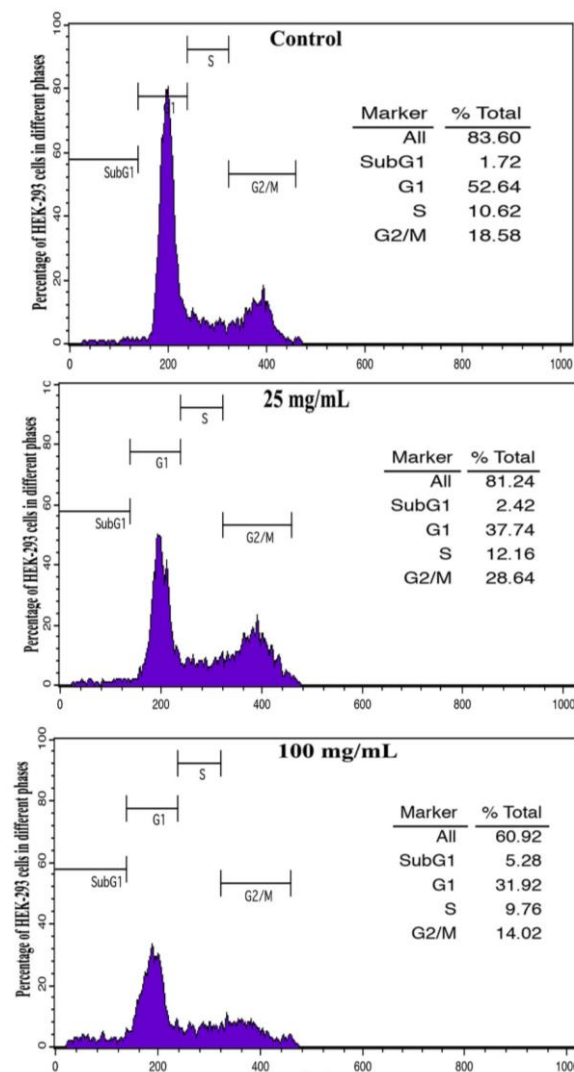 Control
Percentage of HEK-293 cells in different phases
100
80
60
40
20
0
S
1
SubG1
G2/M
Marker % Total
All 83.60
SubG1 1.72
G1 52.64
S 10.62
G2/M 18.58
0 200 400 600 800 1000
25 mg/mL
Percentage of HEK-293 cells in different phases
10
80
60
40
20
0
S
G1
SubG1
G2/M
Marker % Total
All 81.24
SubG1 2.42
G1 37.74
S 12.16
G2/M 28.64
0 200 400 600 800 100
100 mg/mL
Percentage of HEK-293 cells in different phases
100
80
60
40
20
0
S
G1
SubG1
G2/M
Marker % Total
All 60.92
SubG1 5.28
G1 31.92
S 9.76
G2/M 14.02
0 200 400 600 800 1000